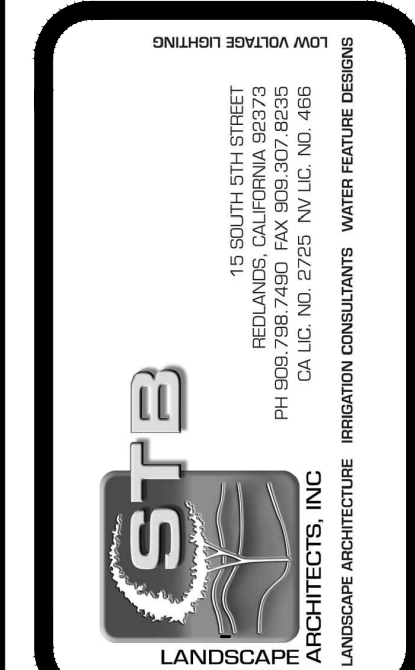 STB
LANDSCAPE
ARCHITECTS, INC
15 SOUTH 5TH STREET
REDLANDS, CALIFORNIA 92373
PH 909.798.7490 FAX 909.307.8235
CA LIC. NO. 2725 NV LIC. NO. 466
LANDSCAPE ARCHITECTURE IRRIGATION CONSULTANTS WATER FEATURE DESIGNS
LOW VOLTAGE LIGHTING